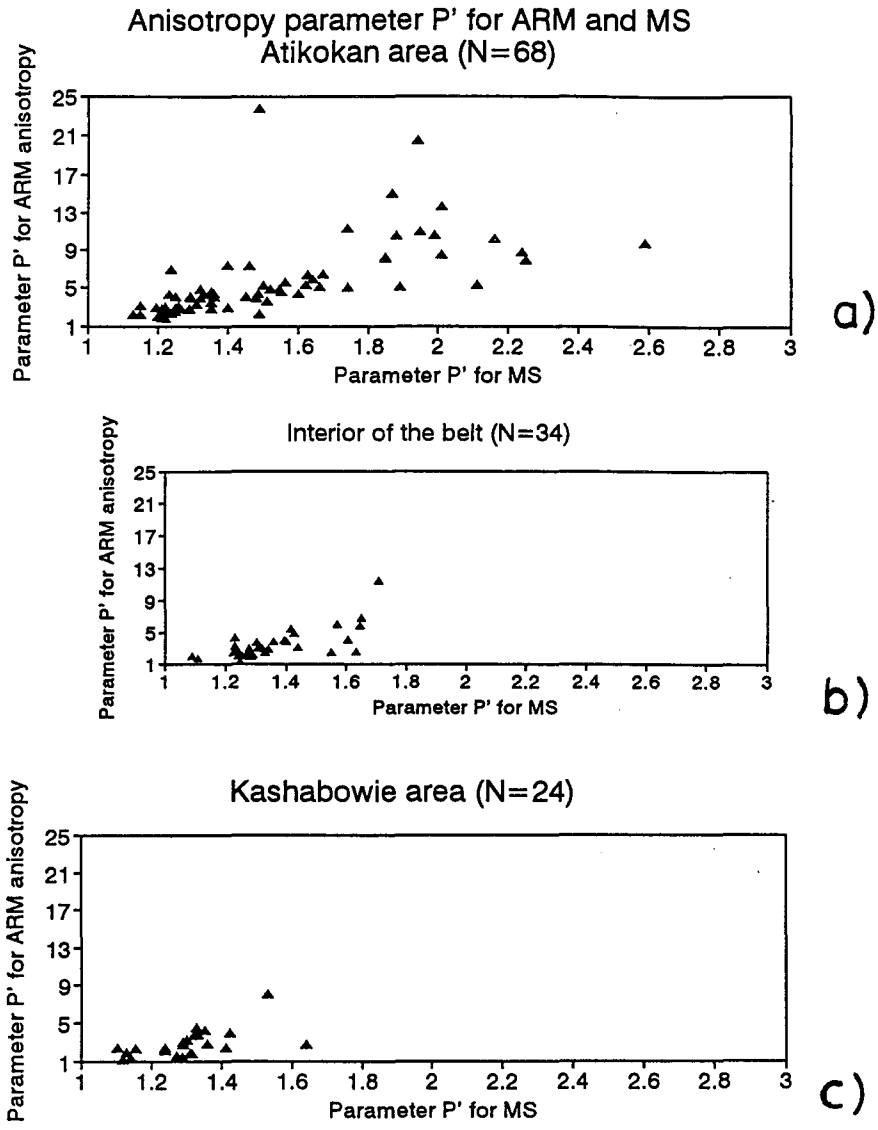 Anisotropy parameter P' for ARM and MS
Atikokan area (N=68)
Parameter P' for ARM anisotropy
25
21
17
13
9
5
1
1 1.2 1.4 1.6 1.8 2 2.2 2.4 2.6 2.8 3
Parameter P' for MS
a)
Interior of the belt (N=34)
Parameter P' for ARM anisotropy
25
21
17
13
9
5
1
1 1.2 1.4 1.6 1.8 2 2.2 2.4 2.6 2.8 3
Parameter P' for MS
b)
Kashabowie area (N=24)
Parameter P' for ARM anisotropy
25
21
17
13
9
5
1
1 1.2 1.4 1.6 1.8 2 2.2 2.4 2.6 2.8 3
Parameter P' for MS
c)